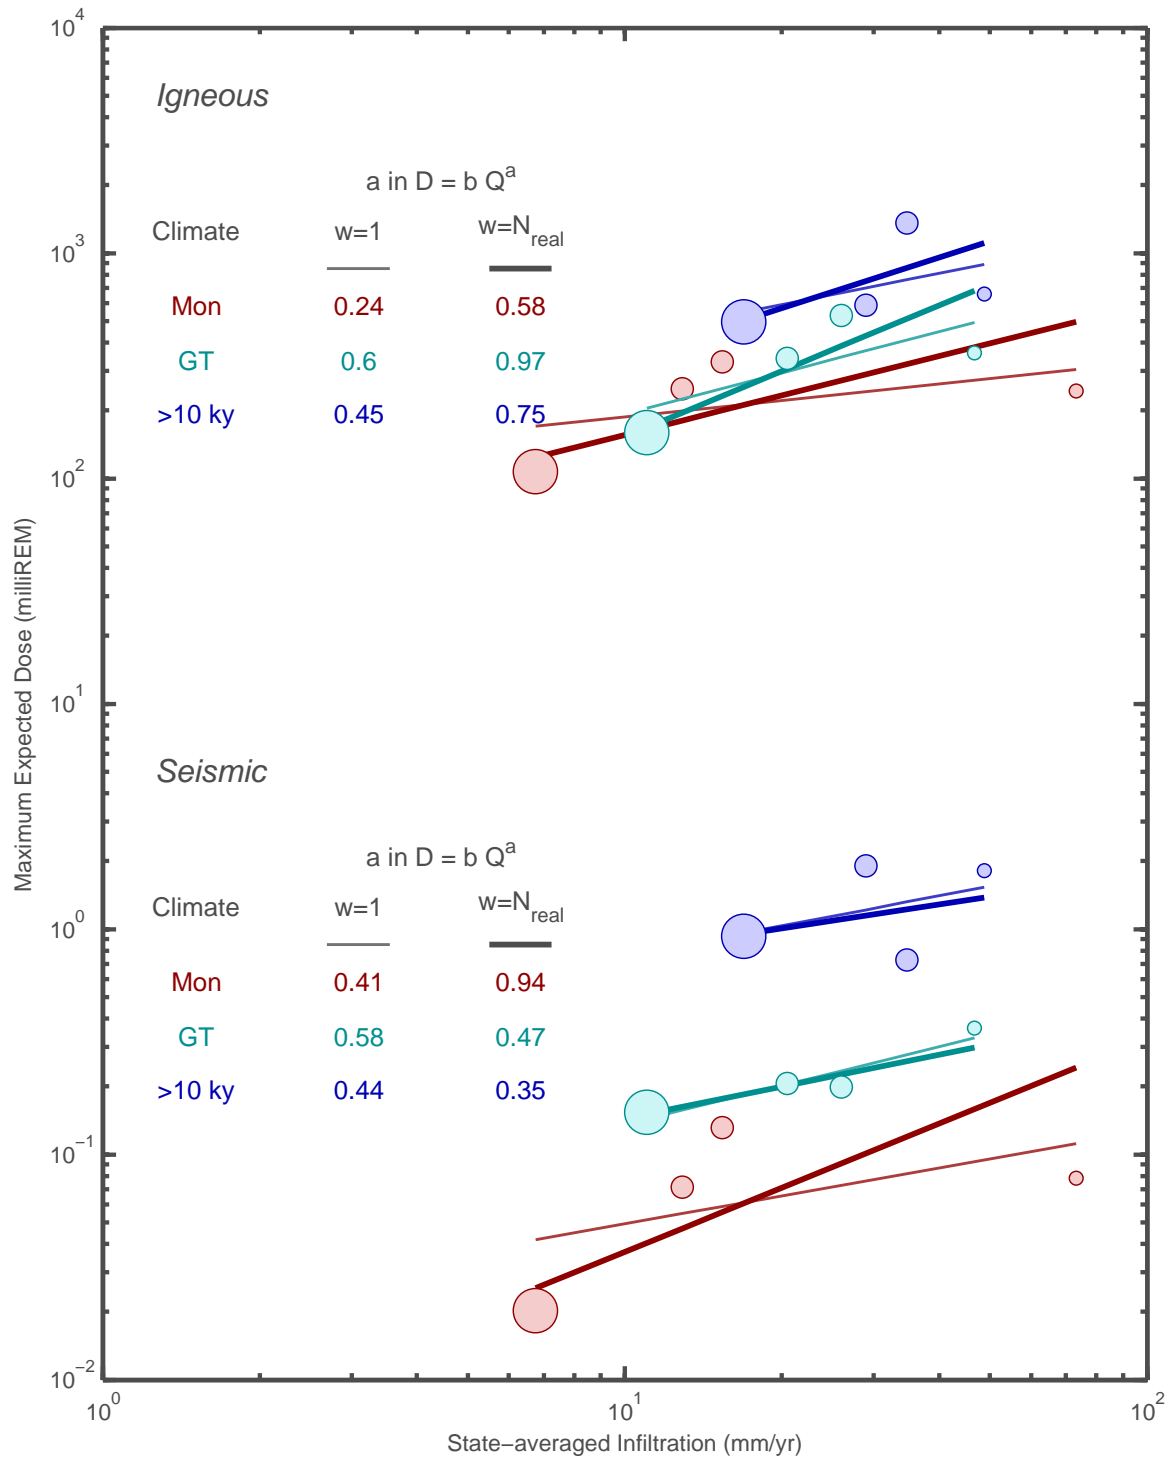 10^4
Igneous
a in D = b Q^a
Climate w=1 w=N_real
10^3
Mon 0.24 0.58
GT 0.6 0.97
>10 ky 0.45 0.75
10^2
Maximum Expected Dose (milliREM)
10^1
Seismic
a in D = b Q^a
Climate w=1 w=N_real
10^0
Mon 0.41 0.94
GT 0.58 0.47
>10 ky 0.44 0.35
10^−1
10^−2
10^0 10^1 10^2
State−averaged Infiltration (mm/yr)